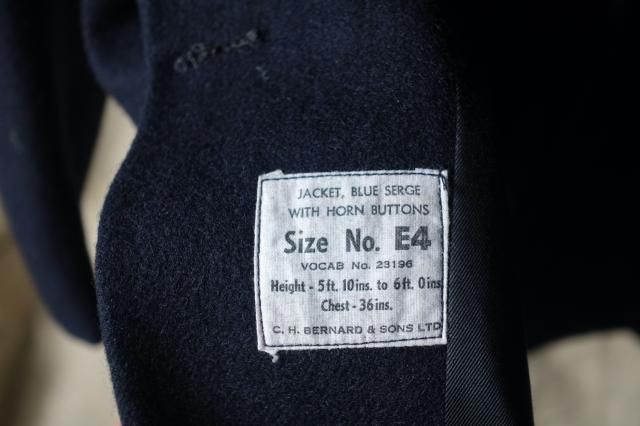 JACKET, BLUE SERGE
WITH HORN BUTTONS
Size No. E4
VOCAB No. 23196
Height - 5ft. 10ins. to 6ft. 0ins.
Chest - 36ins.
C. H. BERNARD & SONS LTD